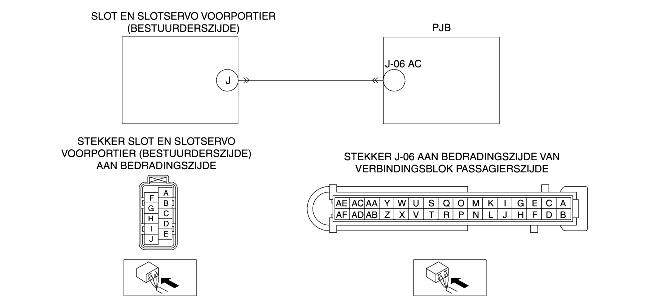 SLOT EN SLOTSERVO VOORPORTIER
(BESTUURDERSZIJDE)
PJB
J
J-06 AC
STEKKER SLOT EN SLOTSERVO
VOORPORTIER (BESTUURDERSZIJDE)
AAN BEDRADINGSZIJDE
STEKKER J-06 AAN BEDRADINGSZIJDE VAN
VERBINDINGSBLOK PASSAGIERSZIJDE
F A
G B
H C
I D
J E
AE AC AA Y W U S Q O M K I G E C A
AF AD AB Z X V T R P N L J H F D B